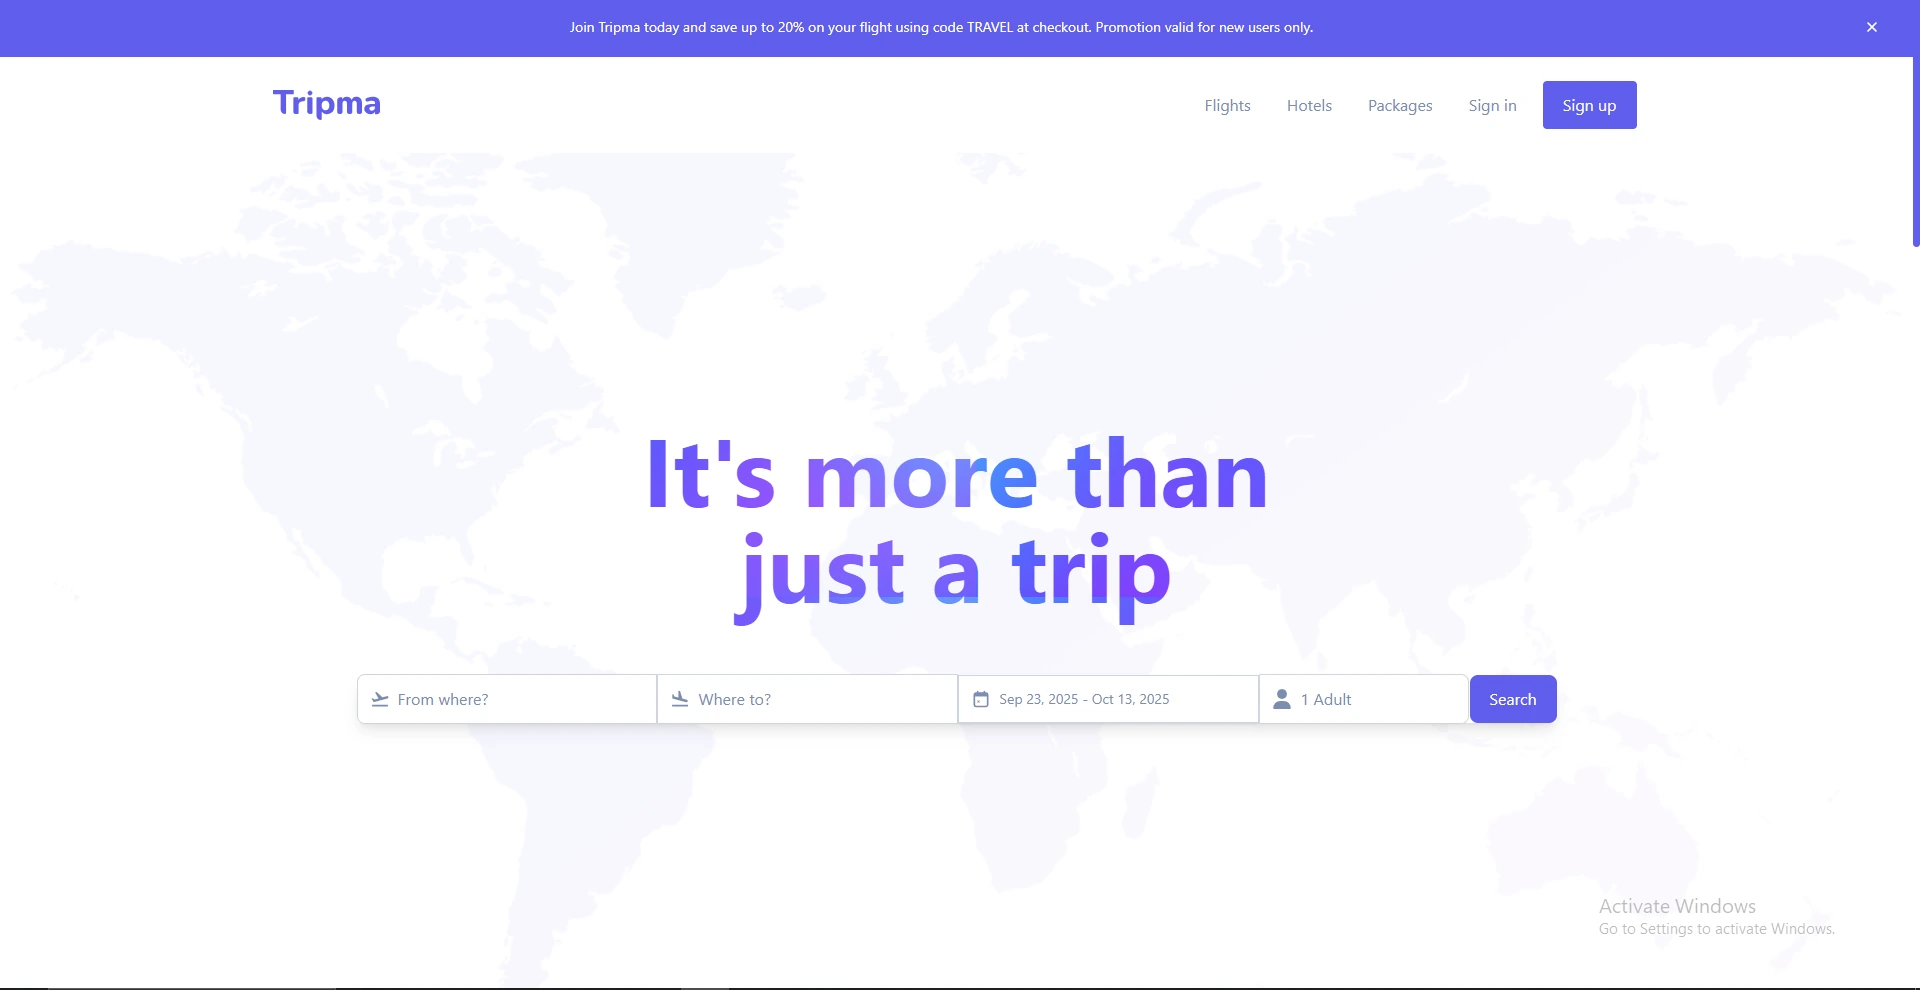 Join Tripma today and save up to 20% on your flight using code TRAVEL at checkout. Promotion valid for new users only.
Tripma
Flights
Hotels
Packages
Sign in
Sign up
It's more than
just a trip
From where?
Where to?
Sep 23, 2025 - Oct 13, 2025
1 Adult
Search
Activate Windows
Go to Settings to activate Windows.